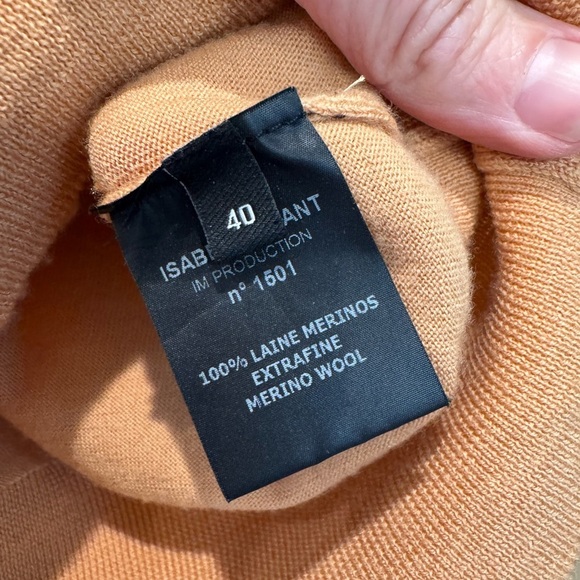 40
ISAB ANT
IM PRODUCTION
n° 1501
100% LAINE MERINOS
EXTRAFINE
MERINO WOOL